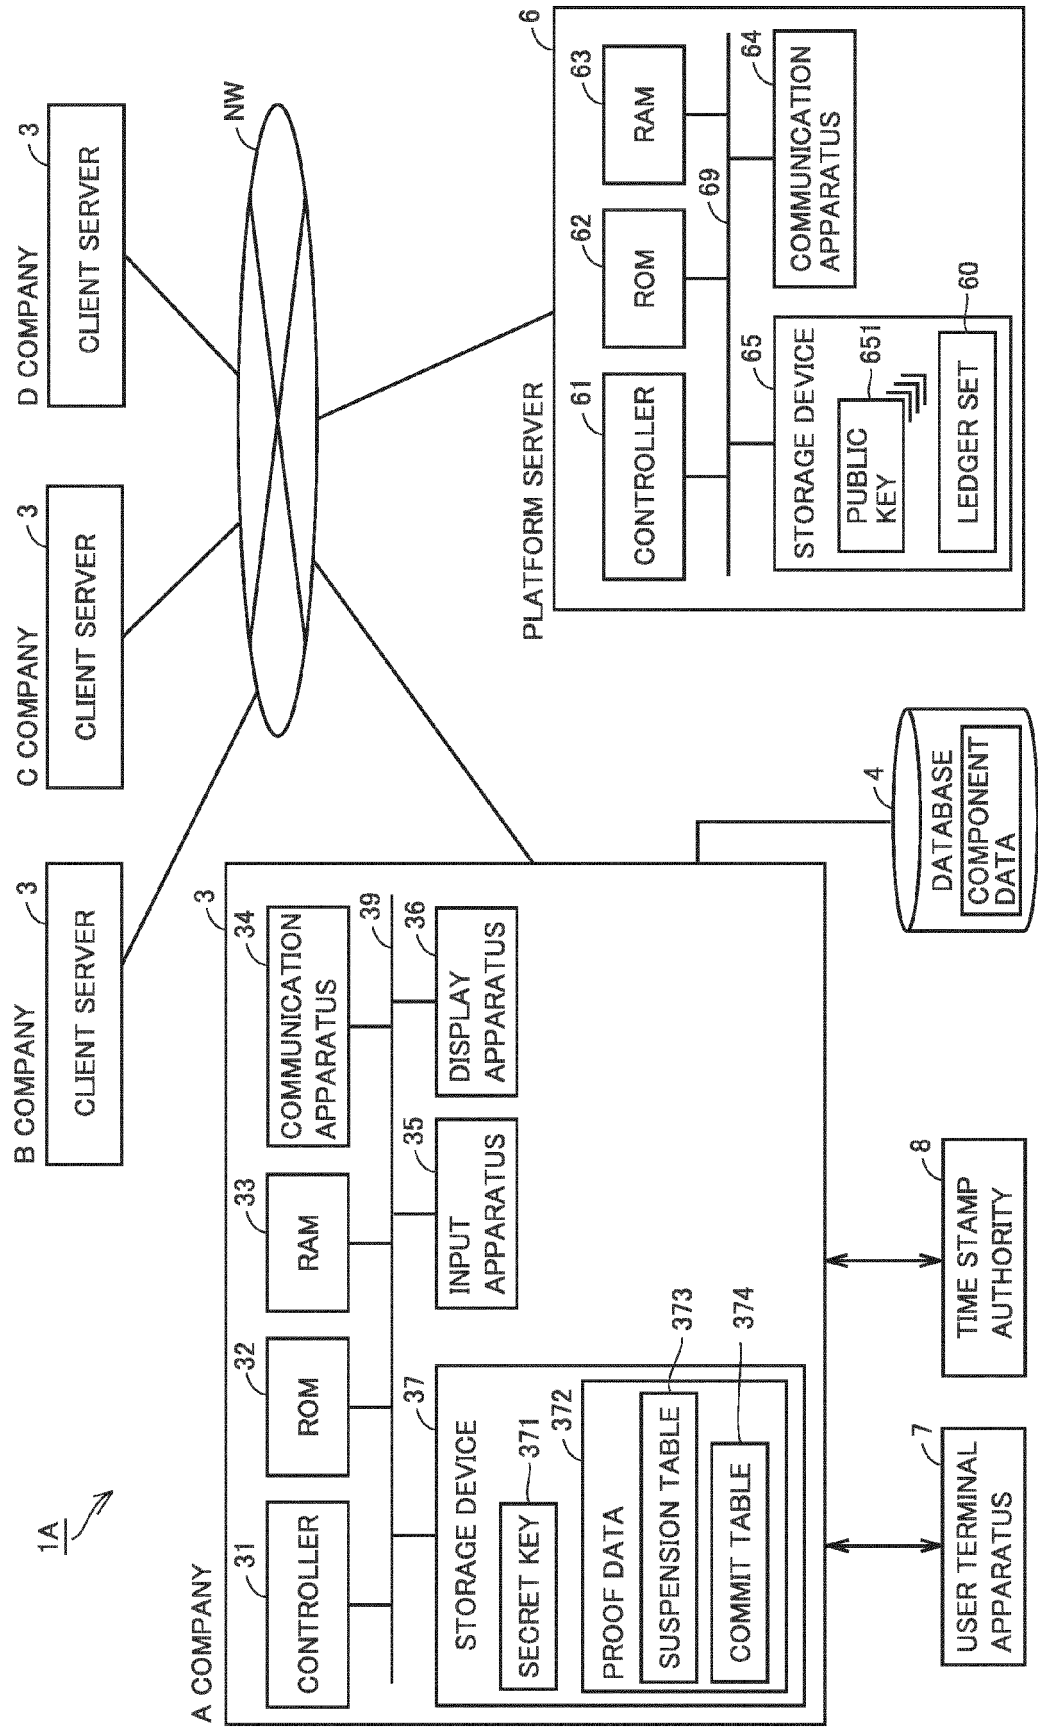 1A
A COMPANY
3
CONTROLLER
31
ROM
32
RAM
33
COMMUNICATION
APPARATUS
34
39
STORAGE DEVICE
37
SECRET KEY
371
PROOF DATA
372
SUSPENSION TABLE
373
COMMIT TABLE
374
INPUT
APPARATUS
35
DISPLAY
APPARATUS
36
USER TERMINAL
APPARATUS
7
TIME STAMP
AUTHORITY
8
DATABASE
4
COMPONENT
DATA
B COMPANY
CLIENT SERVER
3
C COMPANY
CLIENT SERVER
3
D COMPANY
CLIENT SERVER
3
NW
PLATFORM SERVER
6
CONTROLLER
61
ROM
62
RAM
63
69
STORAGE DEVICE
65
PUBLIC
KEY
651
LEDGER SET
60
COMMUNICATION
APPARATUS
64